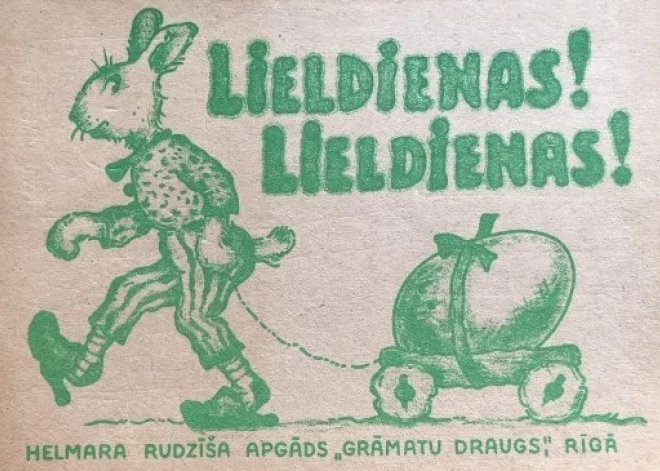 LIELDIENAS!
LIELDIENAS!
HELMARA RUDZĪŠA APGĀDS „GRĀMATU DRAUGS”, RĪGĀ